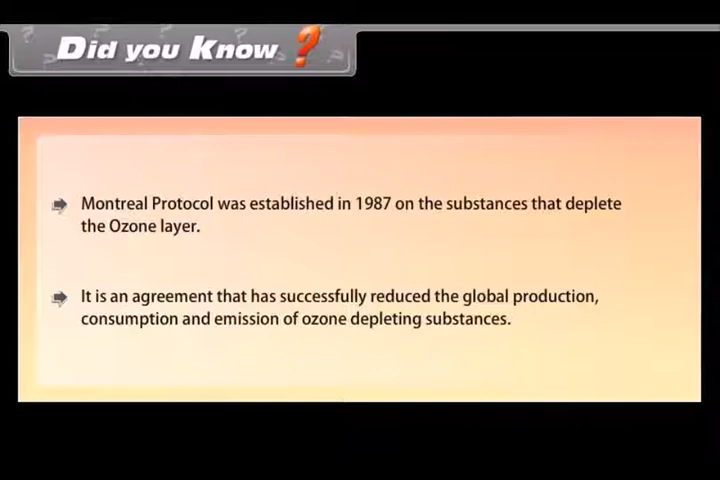 Did you Know ?
Montreal Protocol was established in 1987 on the substances that deplete
the Ozone layer.
It is an agreement that has successfully reduced the global production,
consumption and emission of ozone depleting substances.